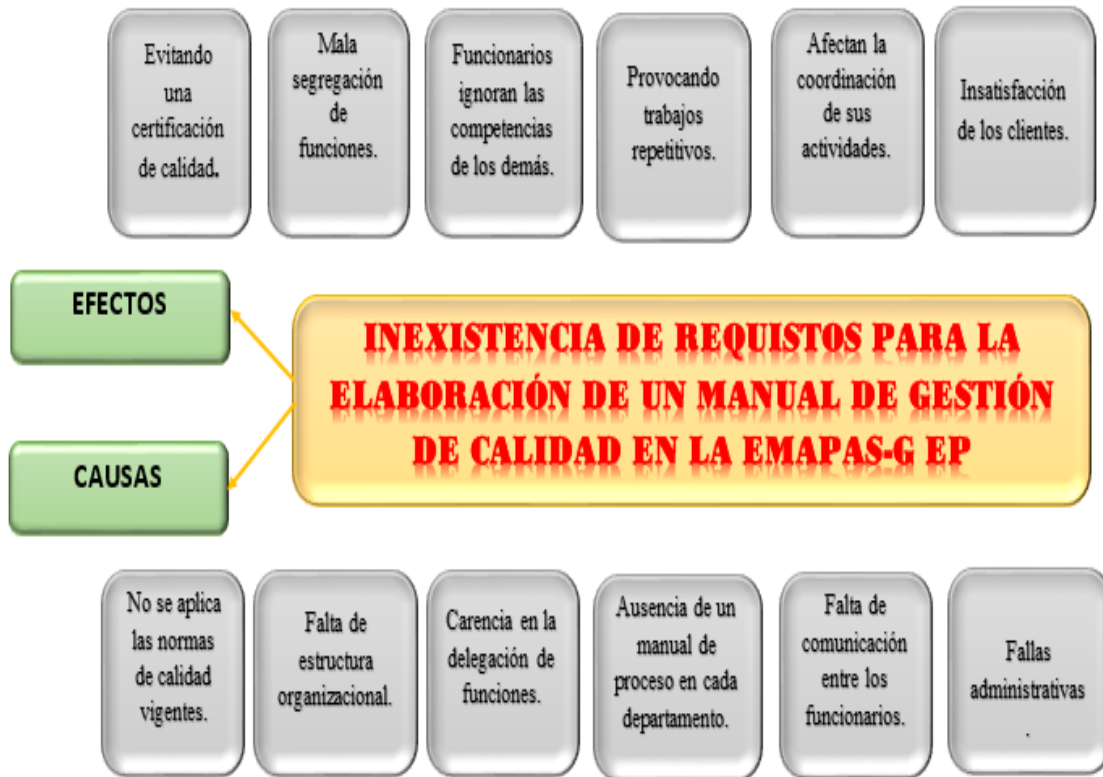 Evitando
una
certificación
de calidad.
Mala
segregación
de
funciones.
Funcionarios
ignoran las
competencias
de los demás.
Provocando
trabajos
repetitivos.
Afectan la
coordinación
de sus
actividades.
Insatisfacción
de los clientes.
EFECTOS
INEXISTENCIA DE REQUISTOS PARA LA
ELABORACIÓN DE UN MANUAL DE GESTIÓN
DE CALIDAD EN LA EMAPAS-G EP
CAUSAS
No se aplica
las normas
de calidad
vigentes.
Falta de
estructura
organizacional.
Carencia en la
delegación de
funciones.
Ausencia de un
manual de
proceso en cada
departamento.
Falta de
comunicación
entre los
funcionarios.
Fallas
administrativas
.